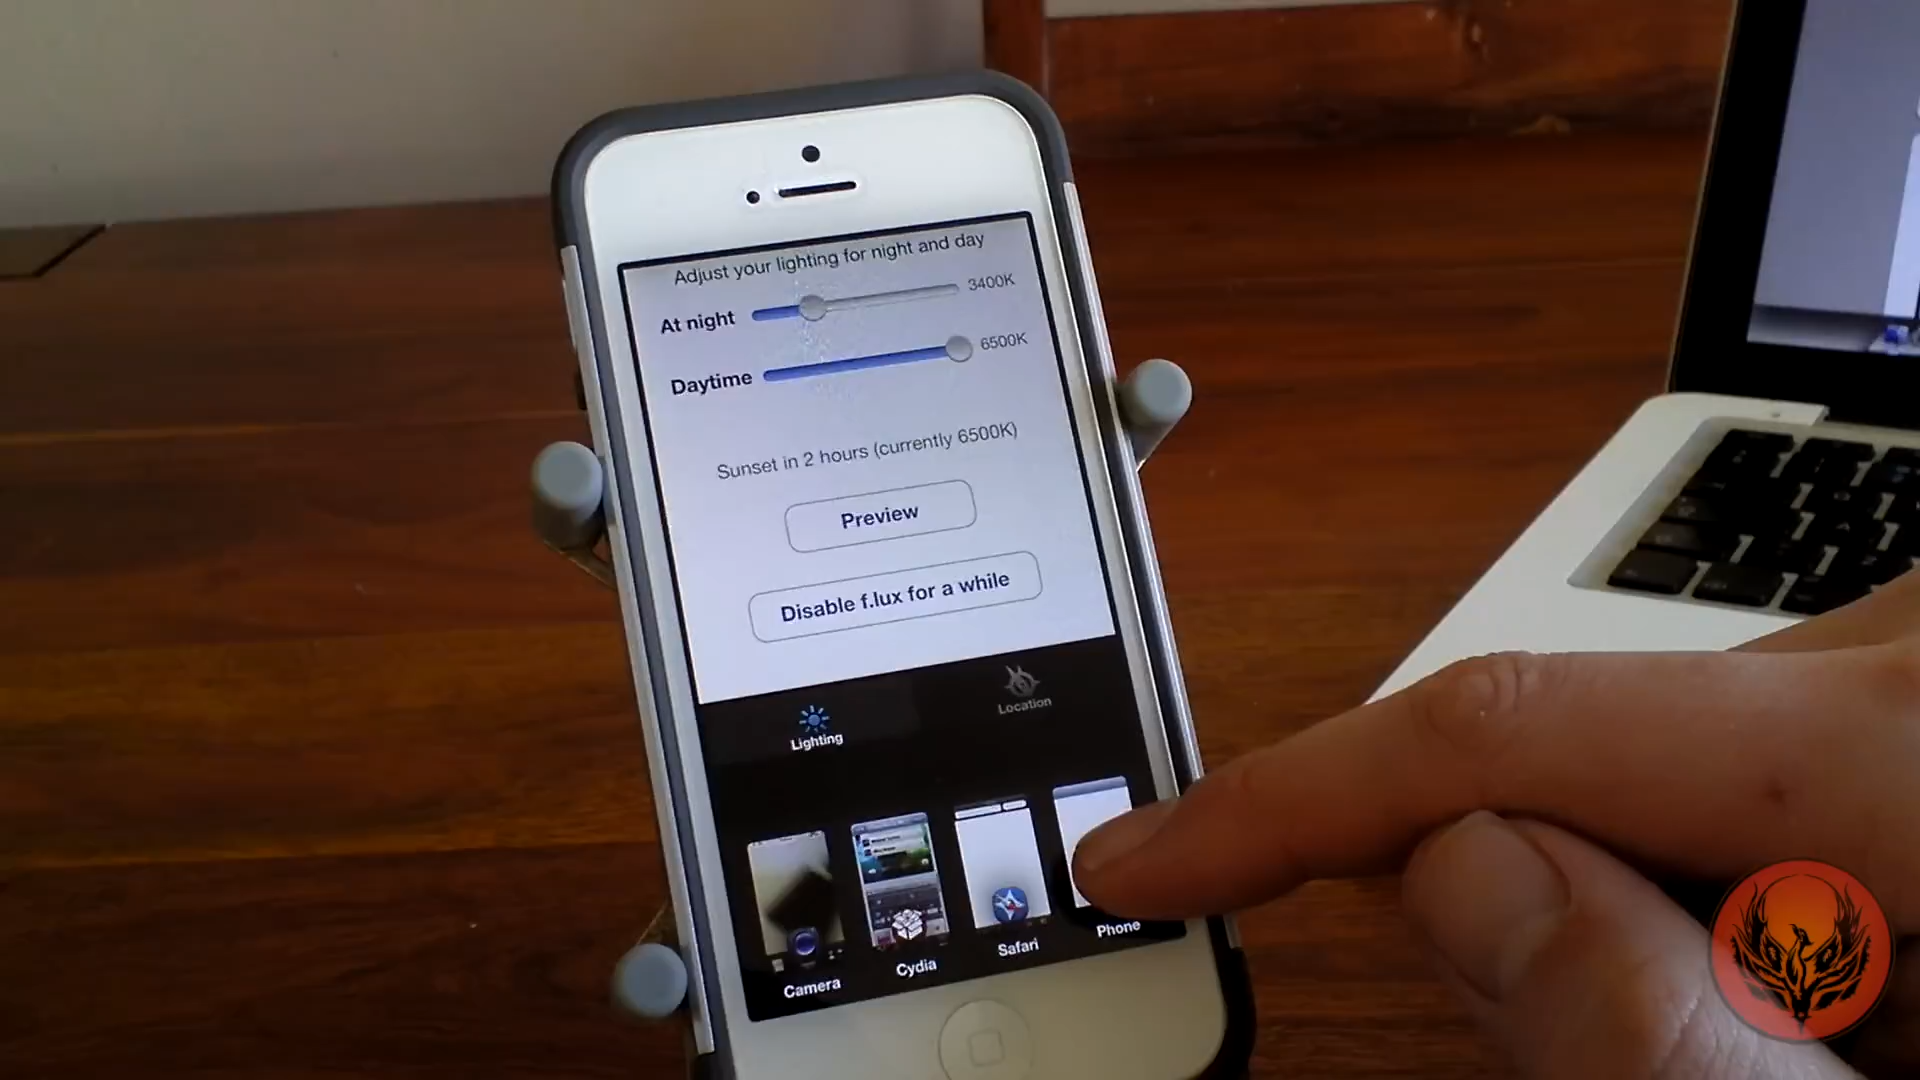 Adjust your lighting for night and day
At night 3400K
Daytime 6500K
Sunset in 2 hours (currently 6500K)
Preview
Disable f.lux for a while
Lighting
Location
Camera
Cydia
Safari
Phone